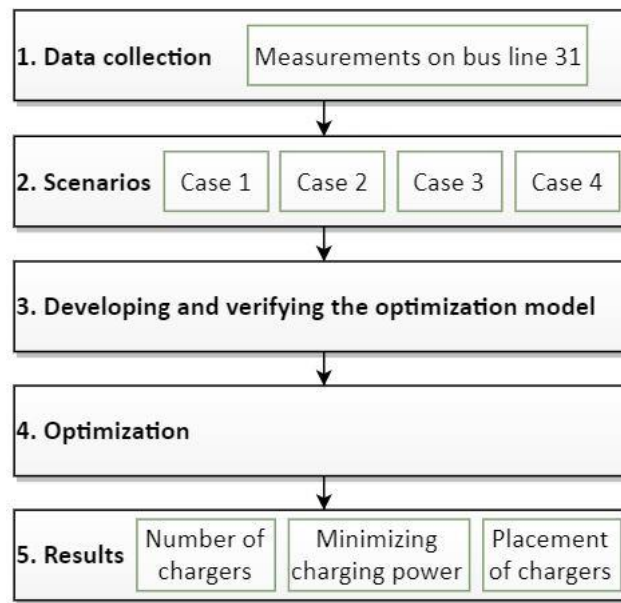 1. Data collection Measurements on bus line 31
2. Scenarios Case 1 Case 2 Case 3 Case 4
3. Developing and verifying the optimization model
4. Optimization
5. Results
Number of
chargers
Minimizing
charging power
Placement
of chargers